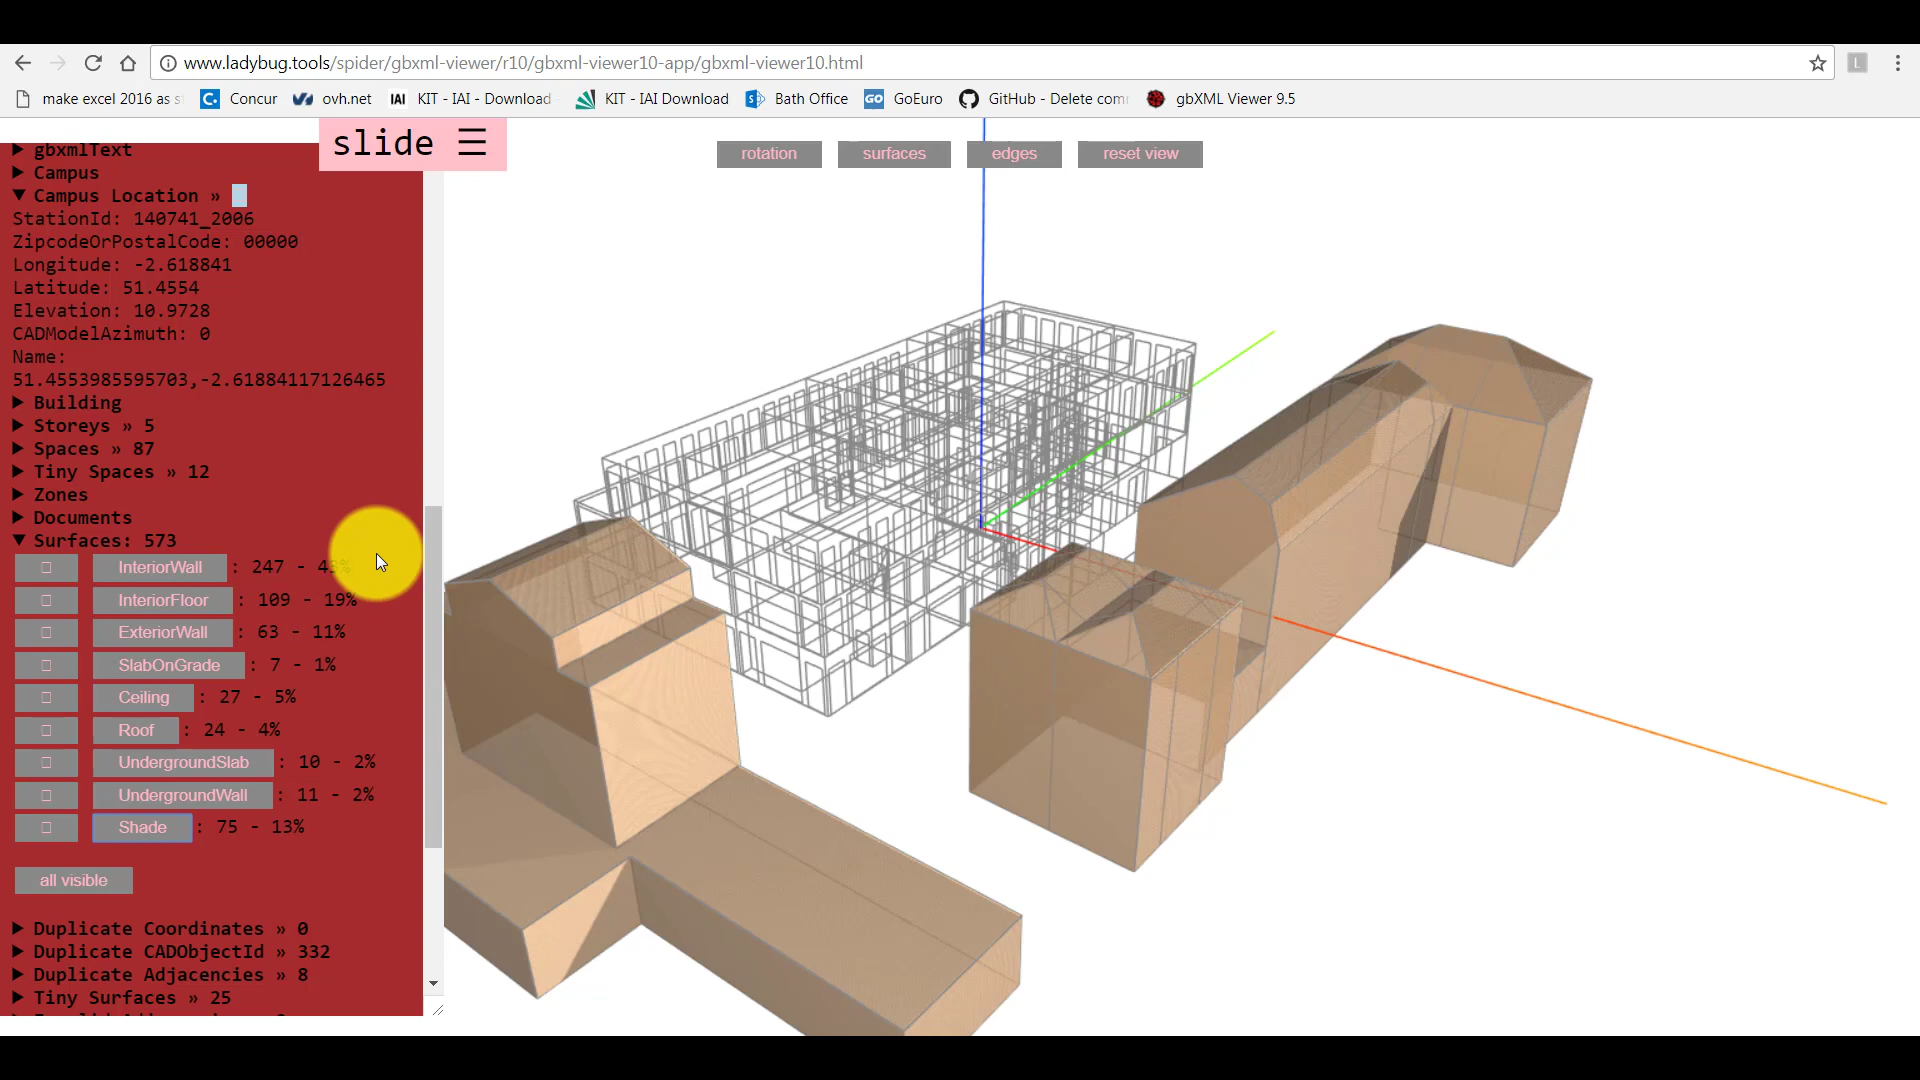 www.ladybug.tools/spider/gbxml-viewer/r10/gbxml-viewer10-app/gbxml-viewer10.html
L
make excel 2016 as s
C Concur
ovh.net
IAI KIT - IAI - Download
KIT - IAI Download
Bath Office
GO GoEuro
GitHub - Delete com
gbXML Viewer 9.5
slide ☰
rotation
surfaces
edges
reset view
gbxmlText
Campus
Campus Location »
StationId: 140741_2006
ZipcodeOrPostalCode: 00000
Longitude: -2.618841
Latitude: 51.4554
Elevation: 10.9728
CADModelAzimuth: 0
Name:
51.4553985595703,-2.61884117126465
Building
Storeys » 5
Spaces » 87
Tiny Spaces » 12
Zones
Documents
Surfaces: 573
InteriorWall : 247 - 43%
InteriorFloor : 109 - 19%
ExteriorWall : 63 - 11%
SlabOnGrade : 7 - 1%
Ceiling : 27 - 5%
Roof : 24 - 4%
UndergroundSlab : 10 - 2%
UndergroundWall : 11 - 2%
Shade : 75 - 13%
all visible
Duplicate Coordinates » 0
Duplicate CADObjectId » 332
Duplicate Adjacencies » 8
Tiny Surfaces » 25